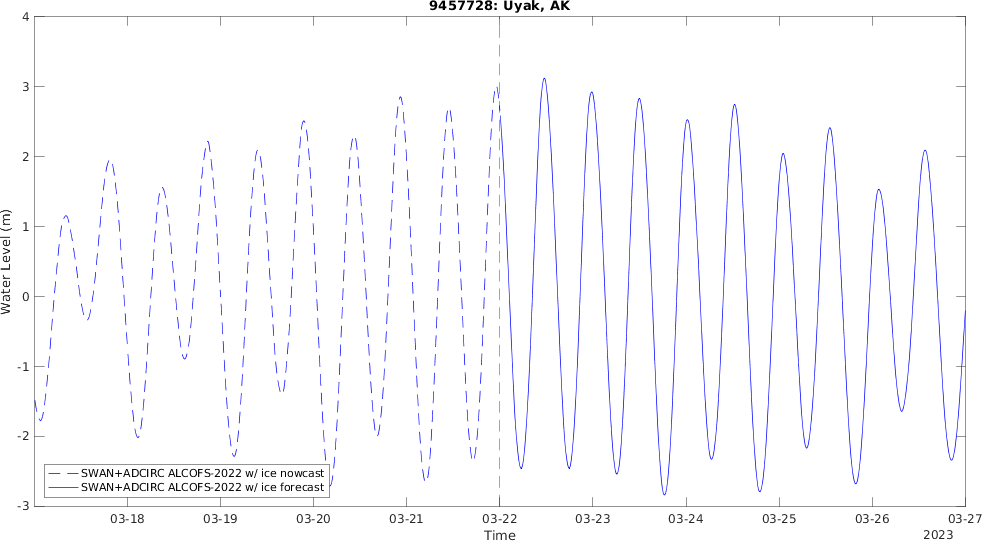 9457728: Uyak, AK
4
3
2
1
0
-1
-2
-3
Water Level (m)
SWAN+ADCIRC ALCOFS-2022 w/ ice nowcast
SWAN+ADCIRC ALCOFS-2022 w/ ice forecast
03-18 03-19 03-20 03-21 03-22 03-23 03-24 03-25 03-26 03-27
Time
2023